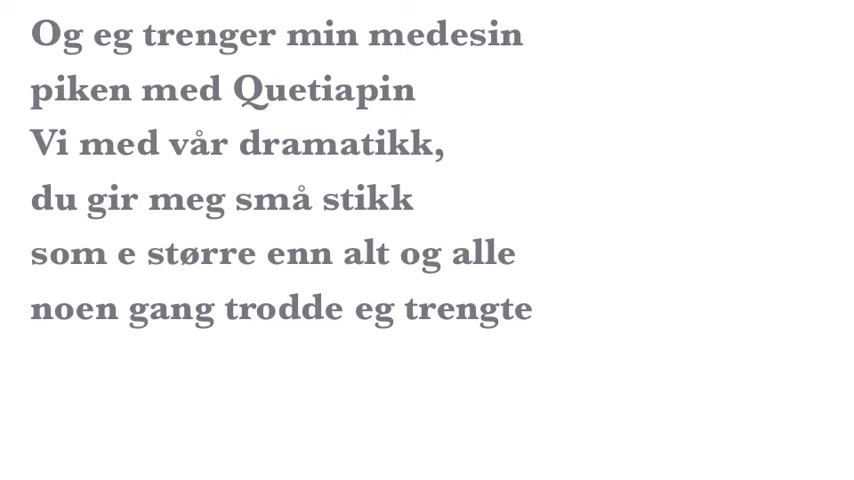 Og eg trenger min medesin
piken med Quetiapin
Vi med vår dramatikk,
du gir meg små stikk
som e større enn alt og alle
noen gang trodde eg trengte